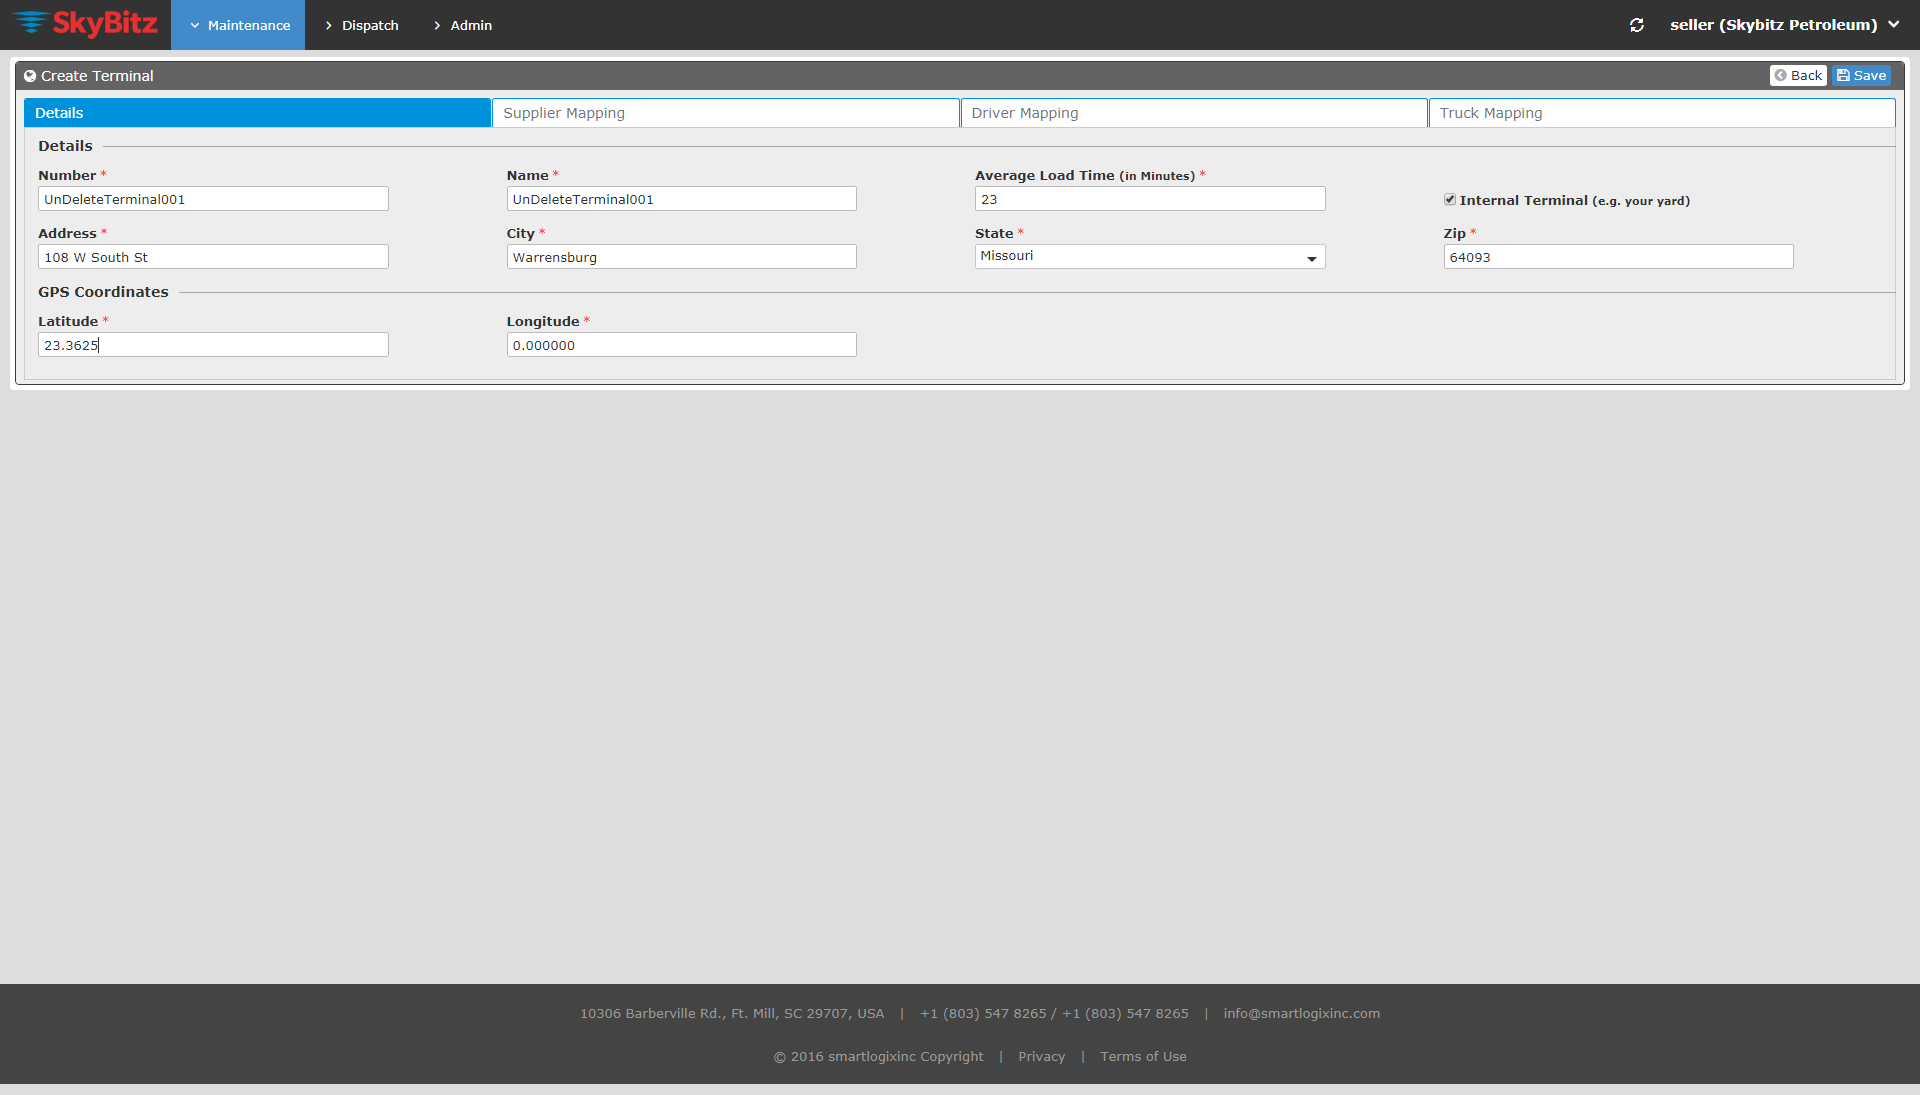 SkyBitz Maintenance Dispatch Admin seller (Skybitz Petroleum)
Create Terminal Back Save
Details Supplier Mapping Driver Mapping Truck Mapping
Details
Number * Name * Average Load Time (in Minutes) *
UnDeleteTerminal001 UnDeleteTerminal001 23 Internal Terminal (e.g. your yard)
Address * City * State * Zip *
108 W South St Warrensburg Missouri 64093
GPS Coordinates
Latitude * Longitude *
23.3625 0.000000
10306 Barberville Rd., Ft. Mill, SC 29707, USA | +1 (803) 547 8265 / +1 (803) 547 8265 | info@smartlogixinc.com
© 2016 smartlogixinc Copyright | Privacy | Terms of Use